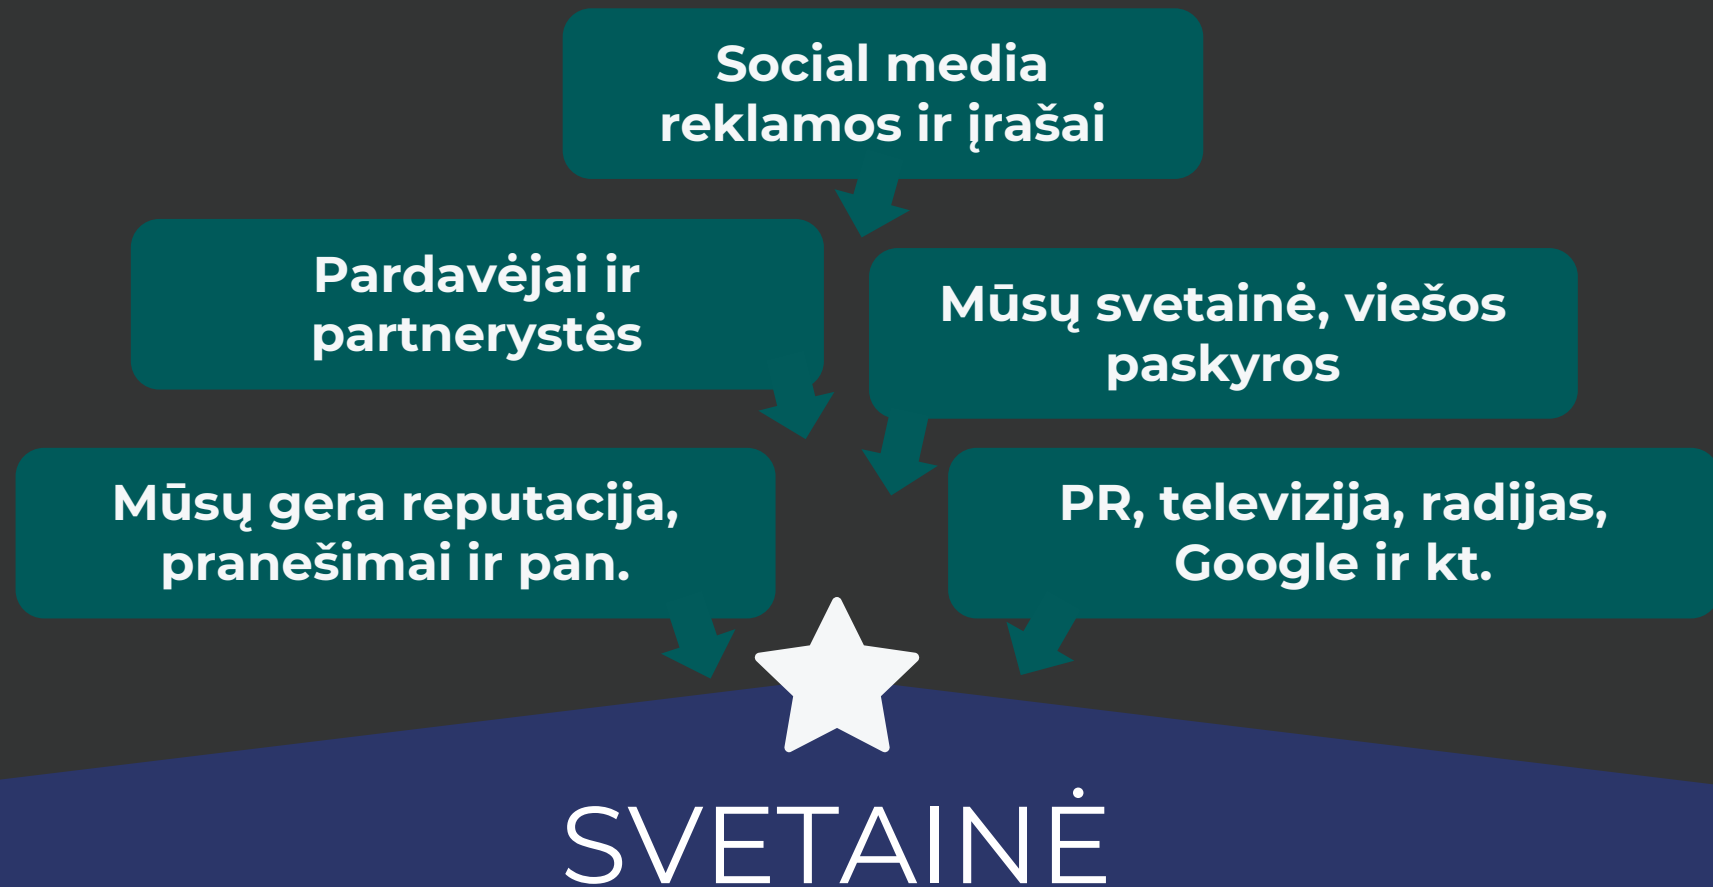 Social media
reklamos ir įrašai
Pardavėjai ir
partnerystės
Mūsų svetainė, viešos
paskyros
Mūsų gera reputacija,
pranešimai ir pan.
PR, televizija, radijas,
Google ir kt.
SVETAINĖ